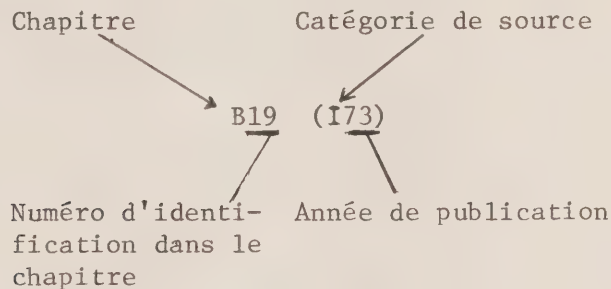 Chapitre
Catégorie de source
B19 (I73)
Numéro d'identi-
fication dans le
chapitre
Année de publication